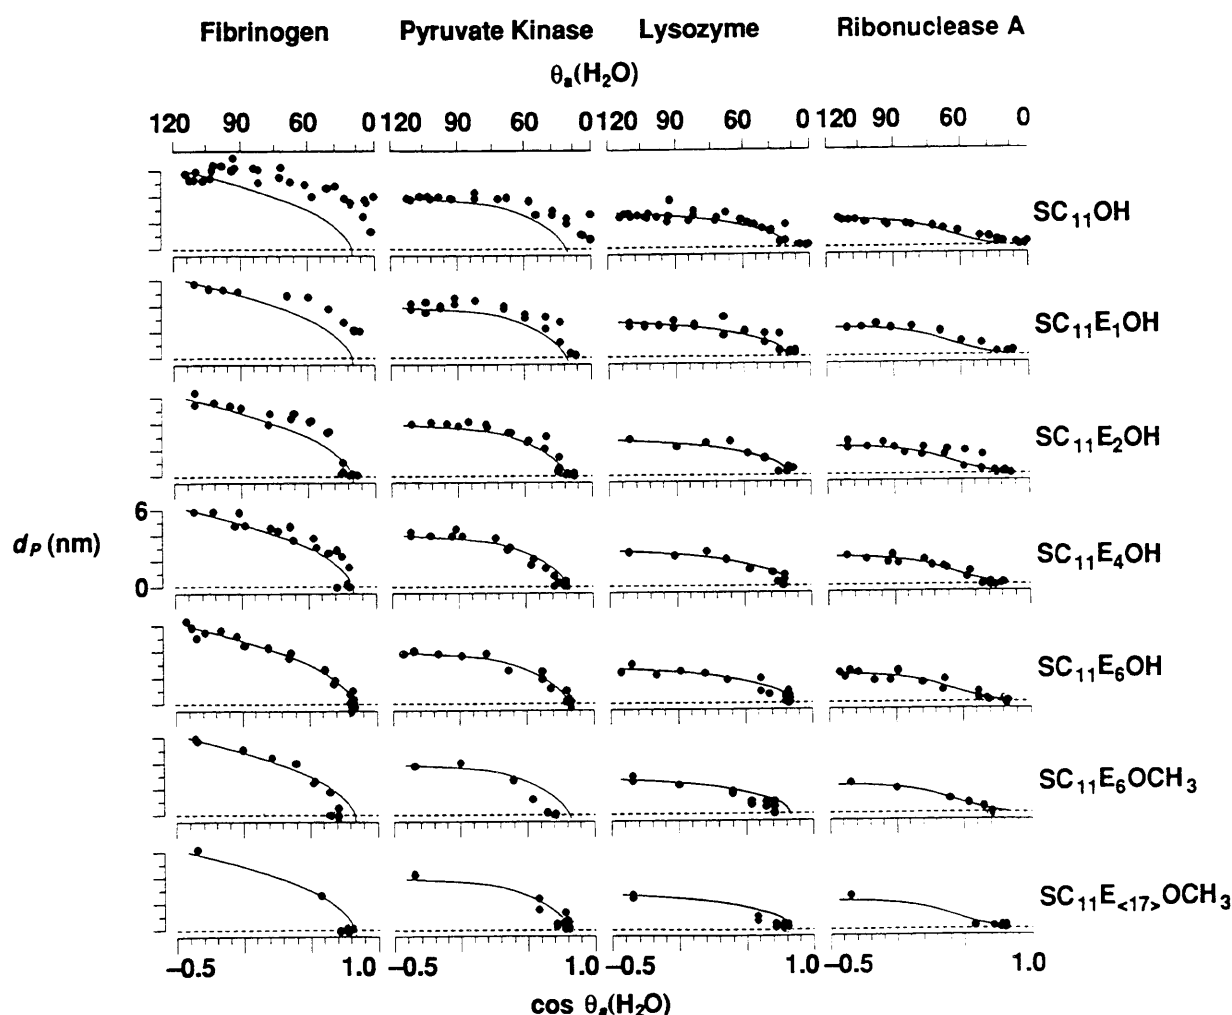 Fibrinogen Pyruvate Kinase Lysozyme Ribonuclease A
θa(H2O)
120 90 60 0 120 90 60 0 120 90 60 0 120 90 60 0
SC11OH
SC11E1OH
SC11E2OH
6
SC11E4OH
dP (nm)
0
SC11E6OH
SC11E6OCH3
SC11E<17>OCH3
−0.5 1.0 −0.5 1.0 −0.5 1.0 −0.5 1.0
cos θa(H2O)